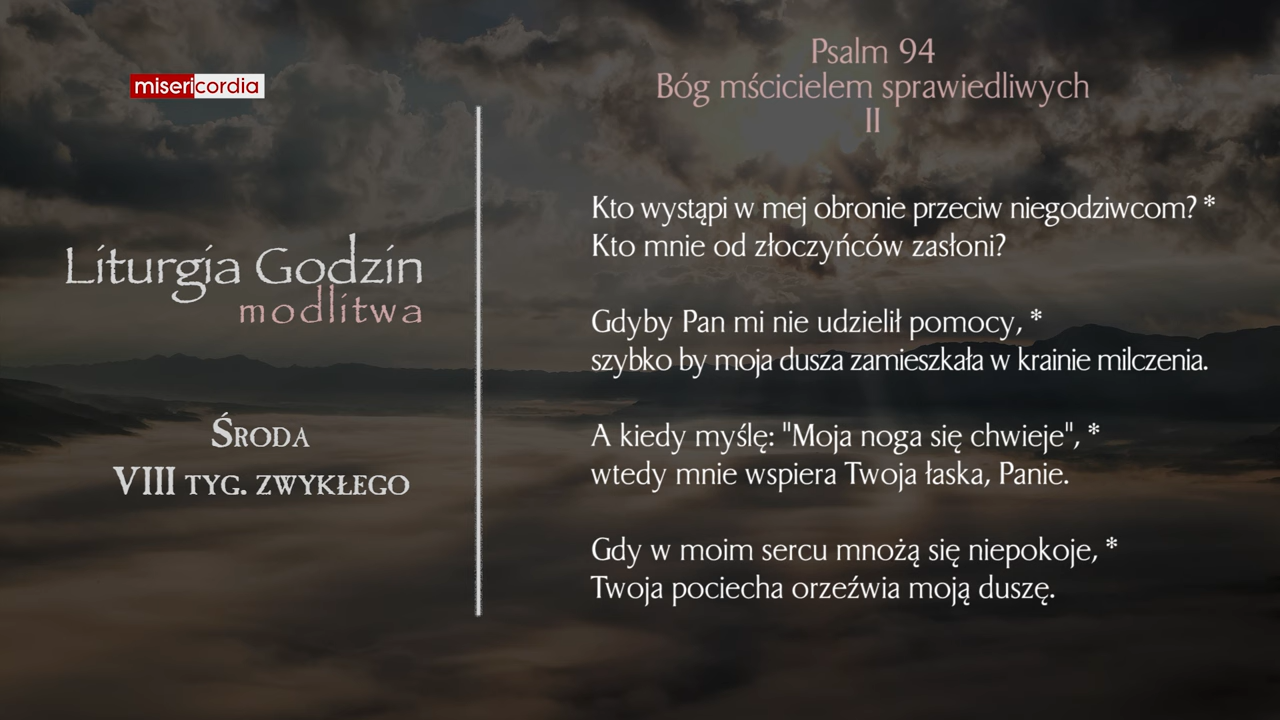 misericordia
Liturgia Godzin
modlitwa
Środa
VIII tyg. zwykłego
Psalm 94
Bóg mścicielem sprawiedliwych
II
Kto wystąpi w mej obronie przeciw niegodziwcom? *
Kto mnie od złoczyńców zasłoni?
Gdyby Pan mi nie udzielił pomocy, *
szybko by moja dusza zamieszkała w krainie milczenia.
A kiedy myślę: "Moja noga się chwieje", *
wtedy mnie wspiera Twoja łaska, Panie.
Gdy w moim sercu mnożą się niepokoje, *
Twoja pociecha orzeźwia moją duszę.